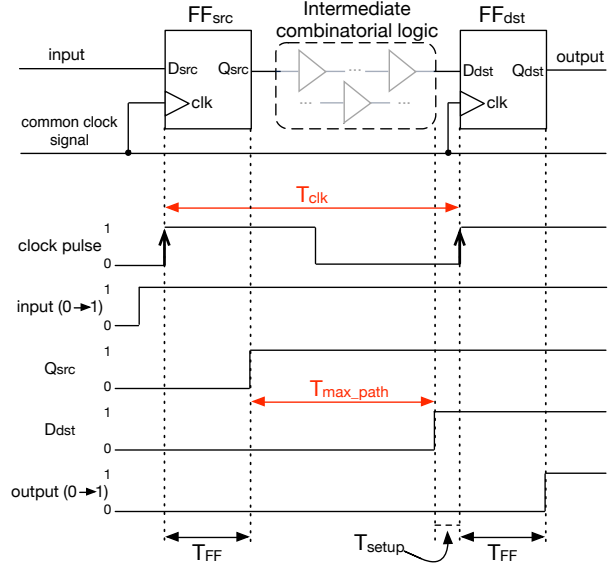 FFsrc
Intermediate combinatorial logic
FFdst
input
Dsrc
Qsrc
Ddst
Qdst
output
clk
clk
common clock signal
Tclk
clock pulse
1
0
input (0→1)
1
0
Qsrc
1
0
Tmax_path
Ddst
1
0
output (0→1)
1
0
TFF
Tsetup
TFF